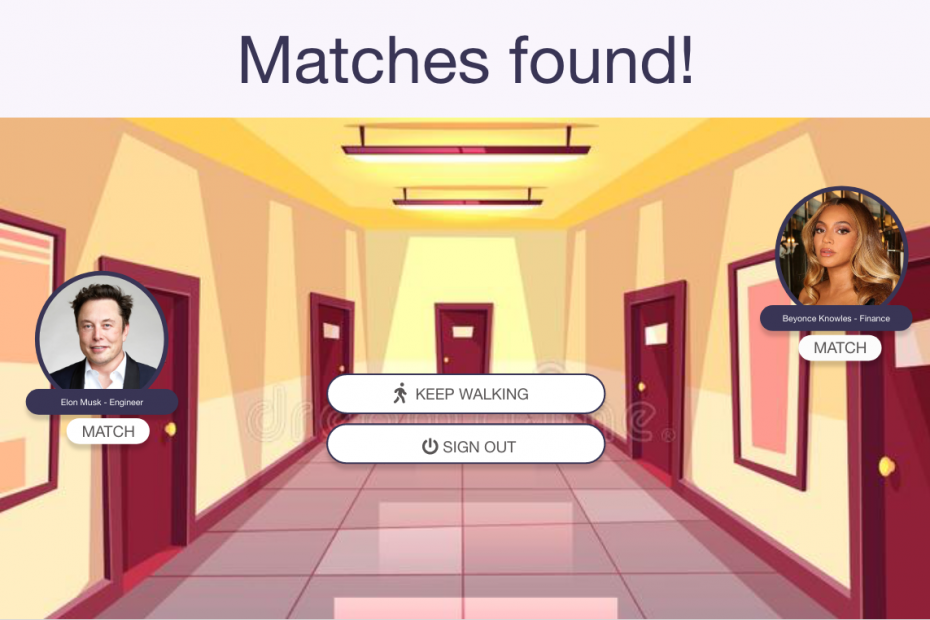 Matches found!
Beyonce Knowles - Finance
MATCH
Elon Musk - Engineer
MATCH
KEEP WALKING
SIGN OUT
dreamstime®